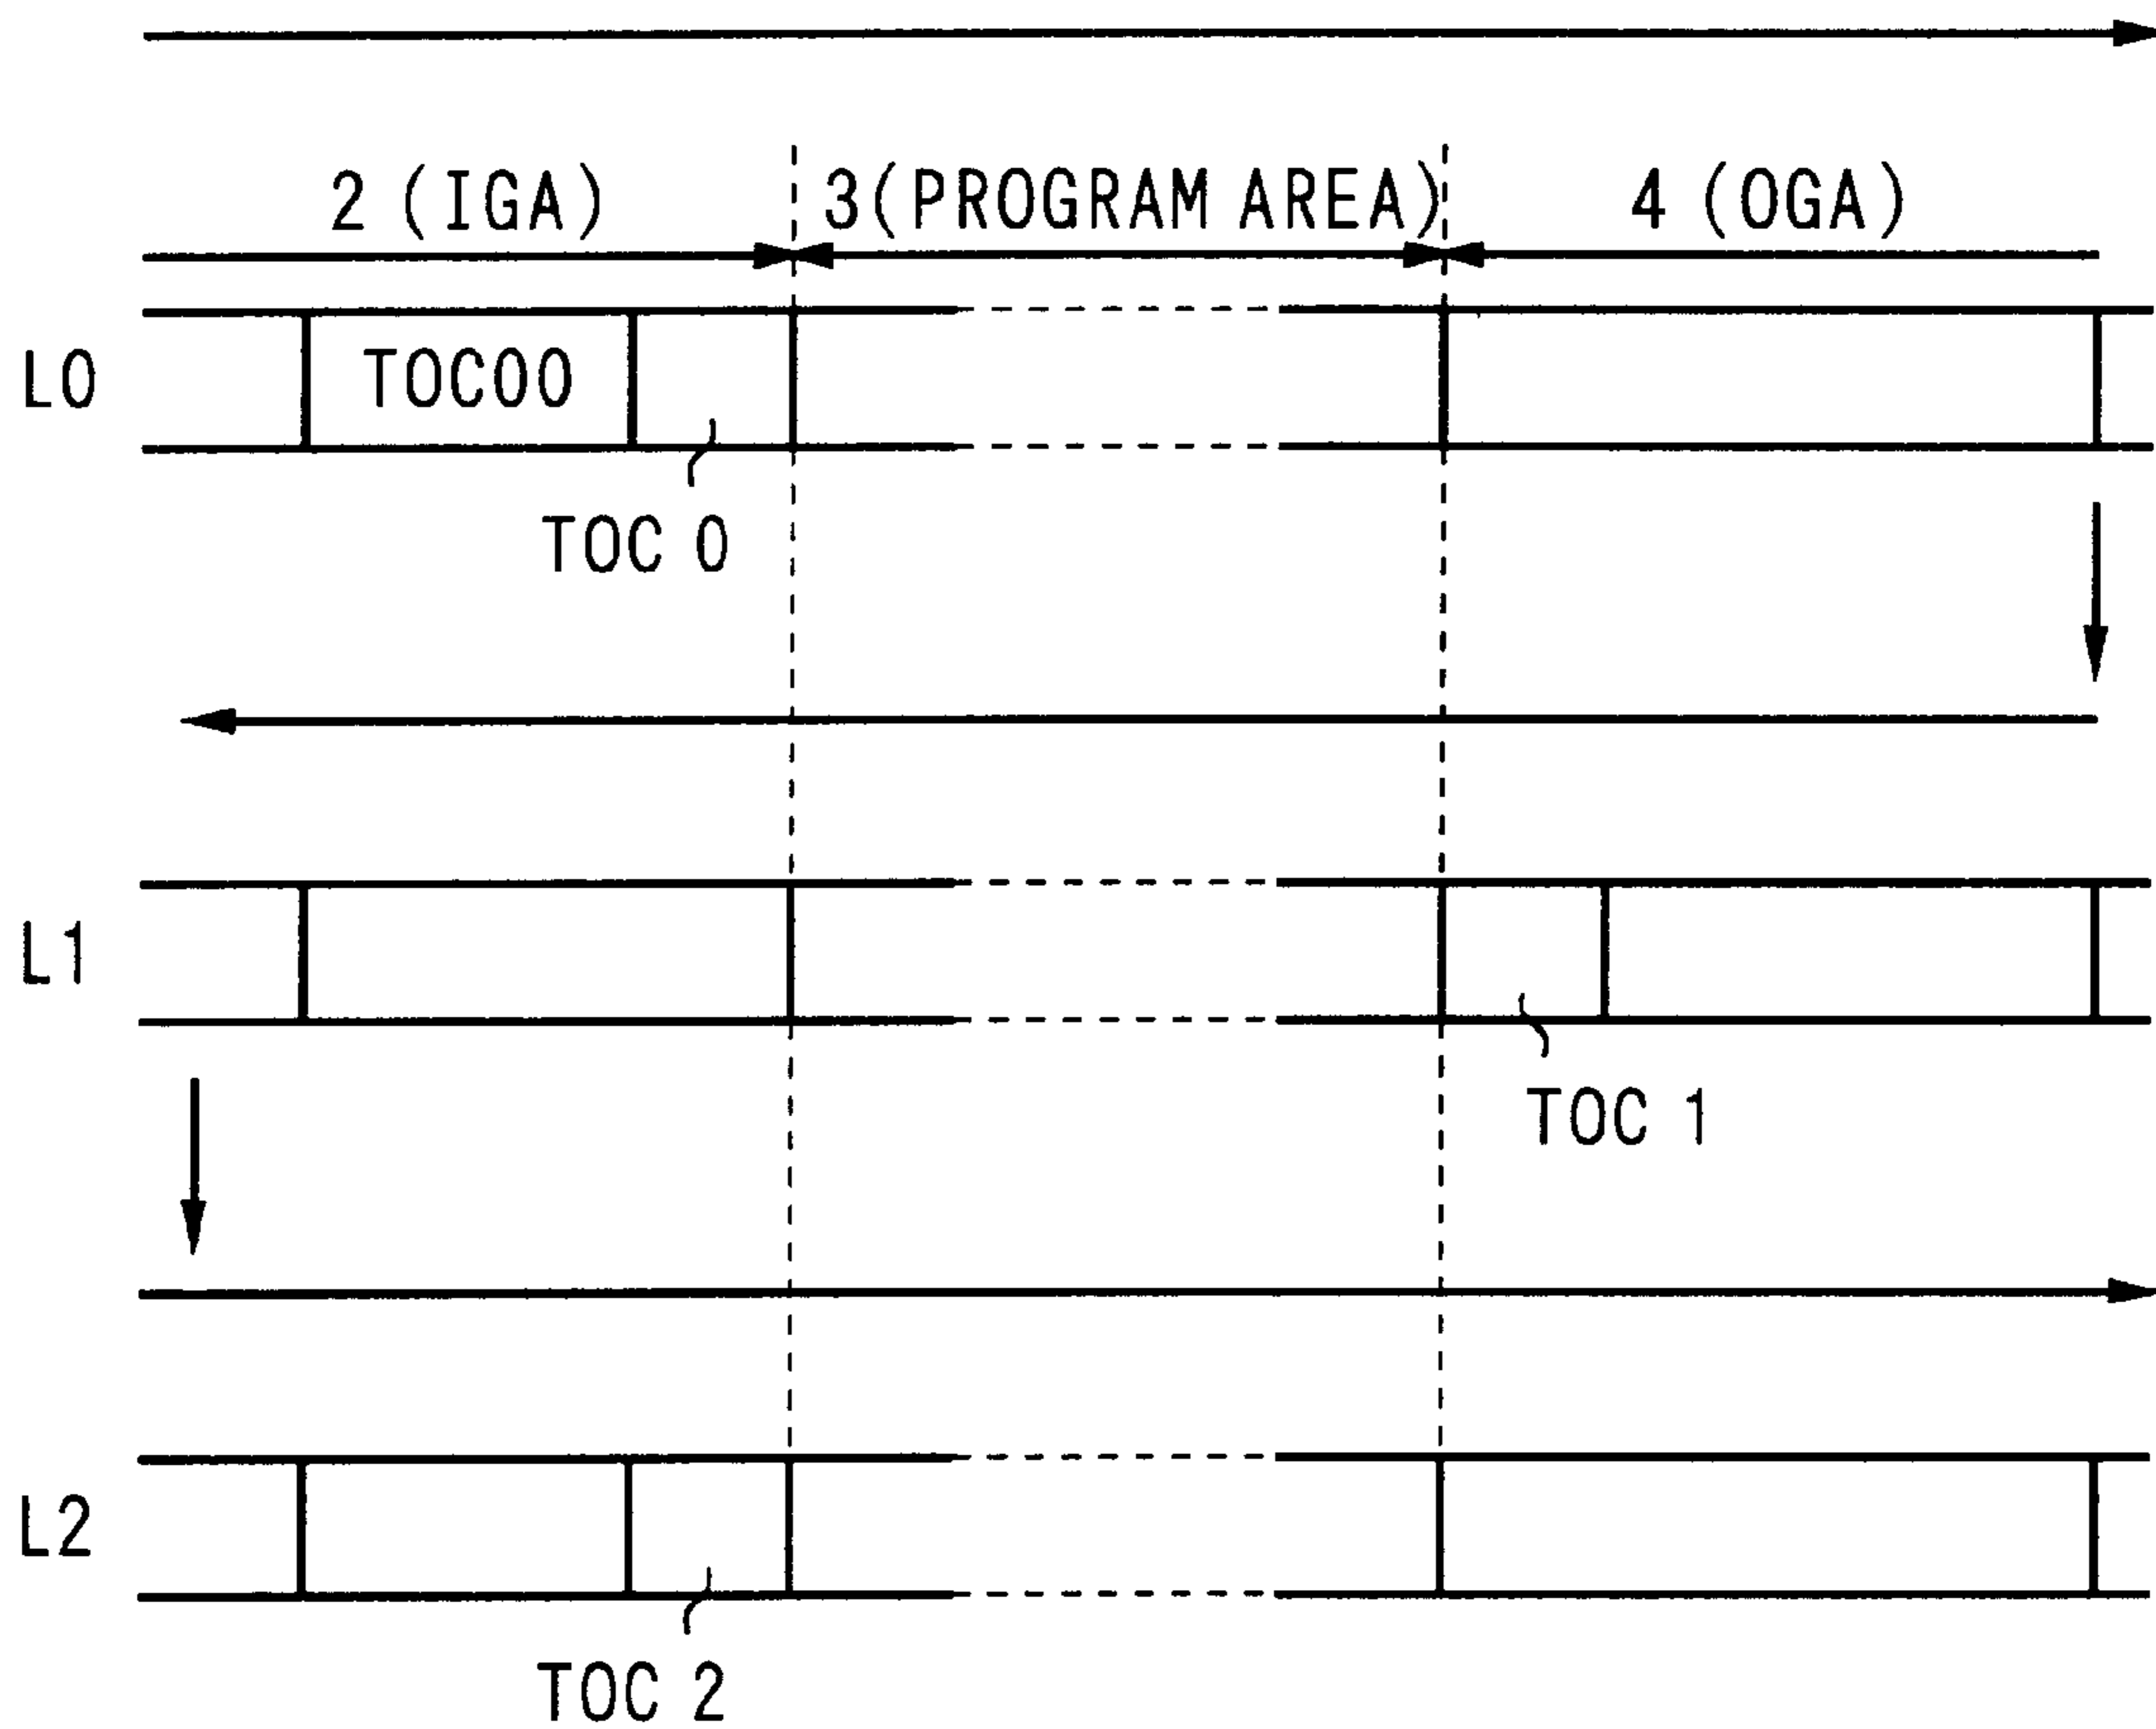 2 (IGA)
3(PROGRAM AREA)
4 (OGA)
L0
TOC00
TOC 0
L1
TOC 1
L2
TOC 2